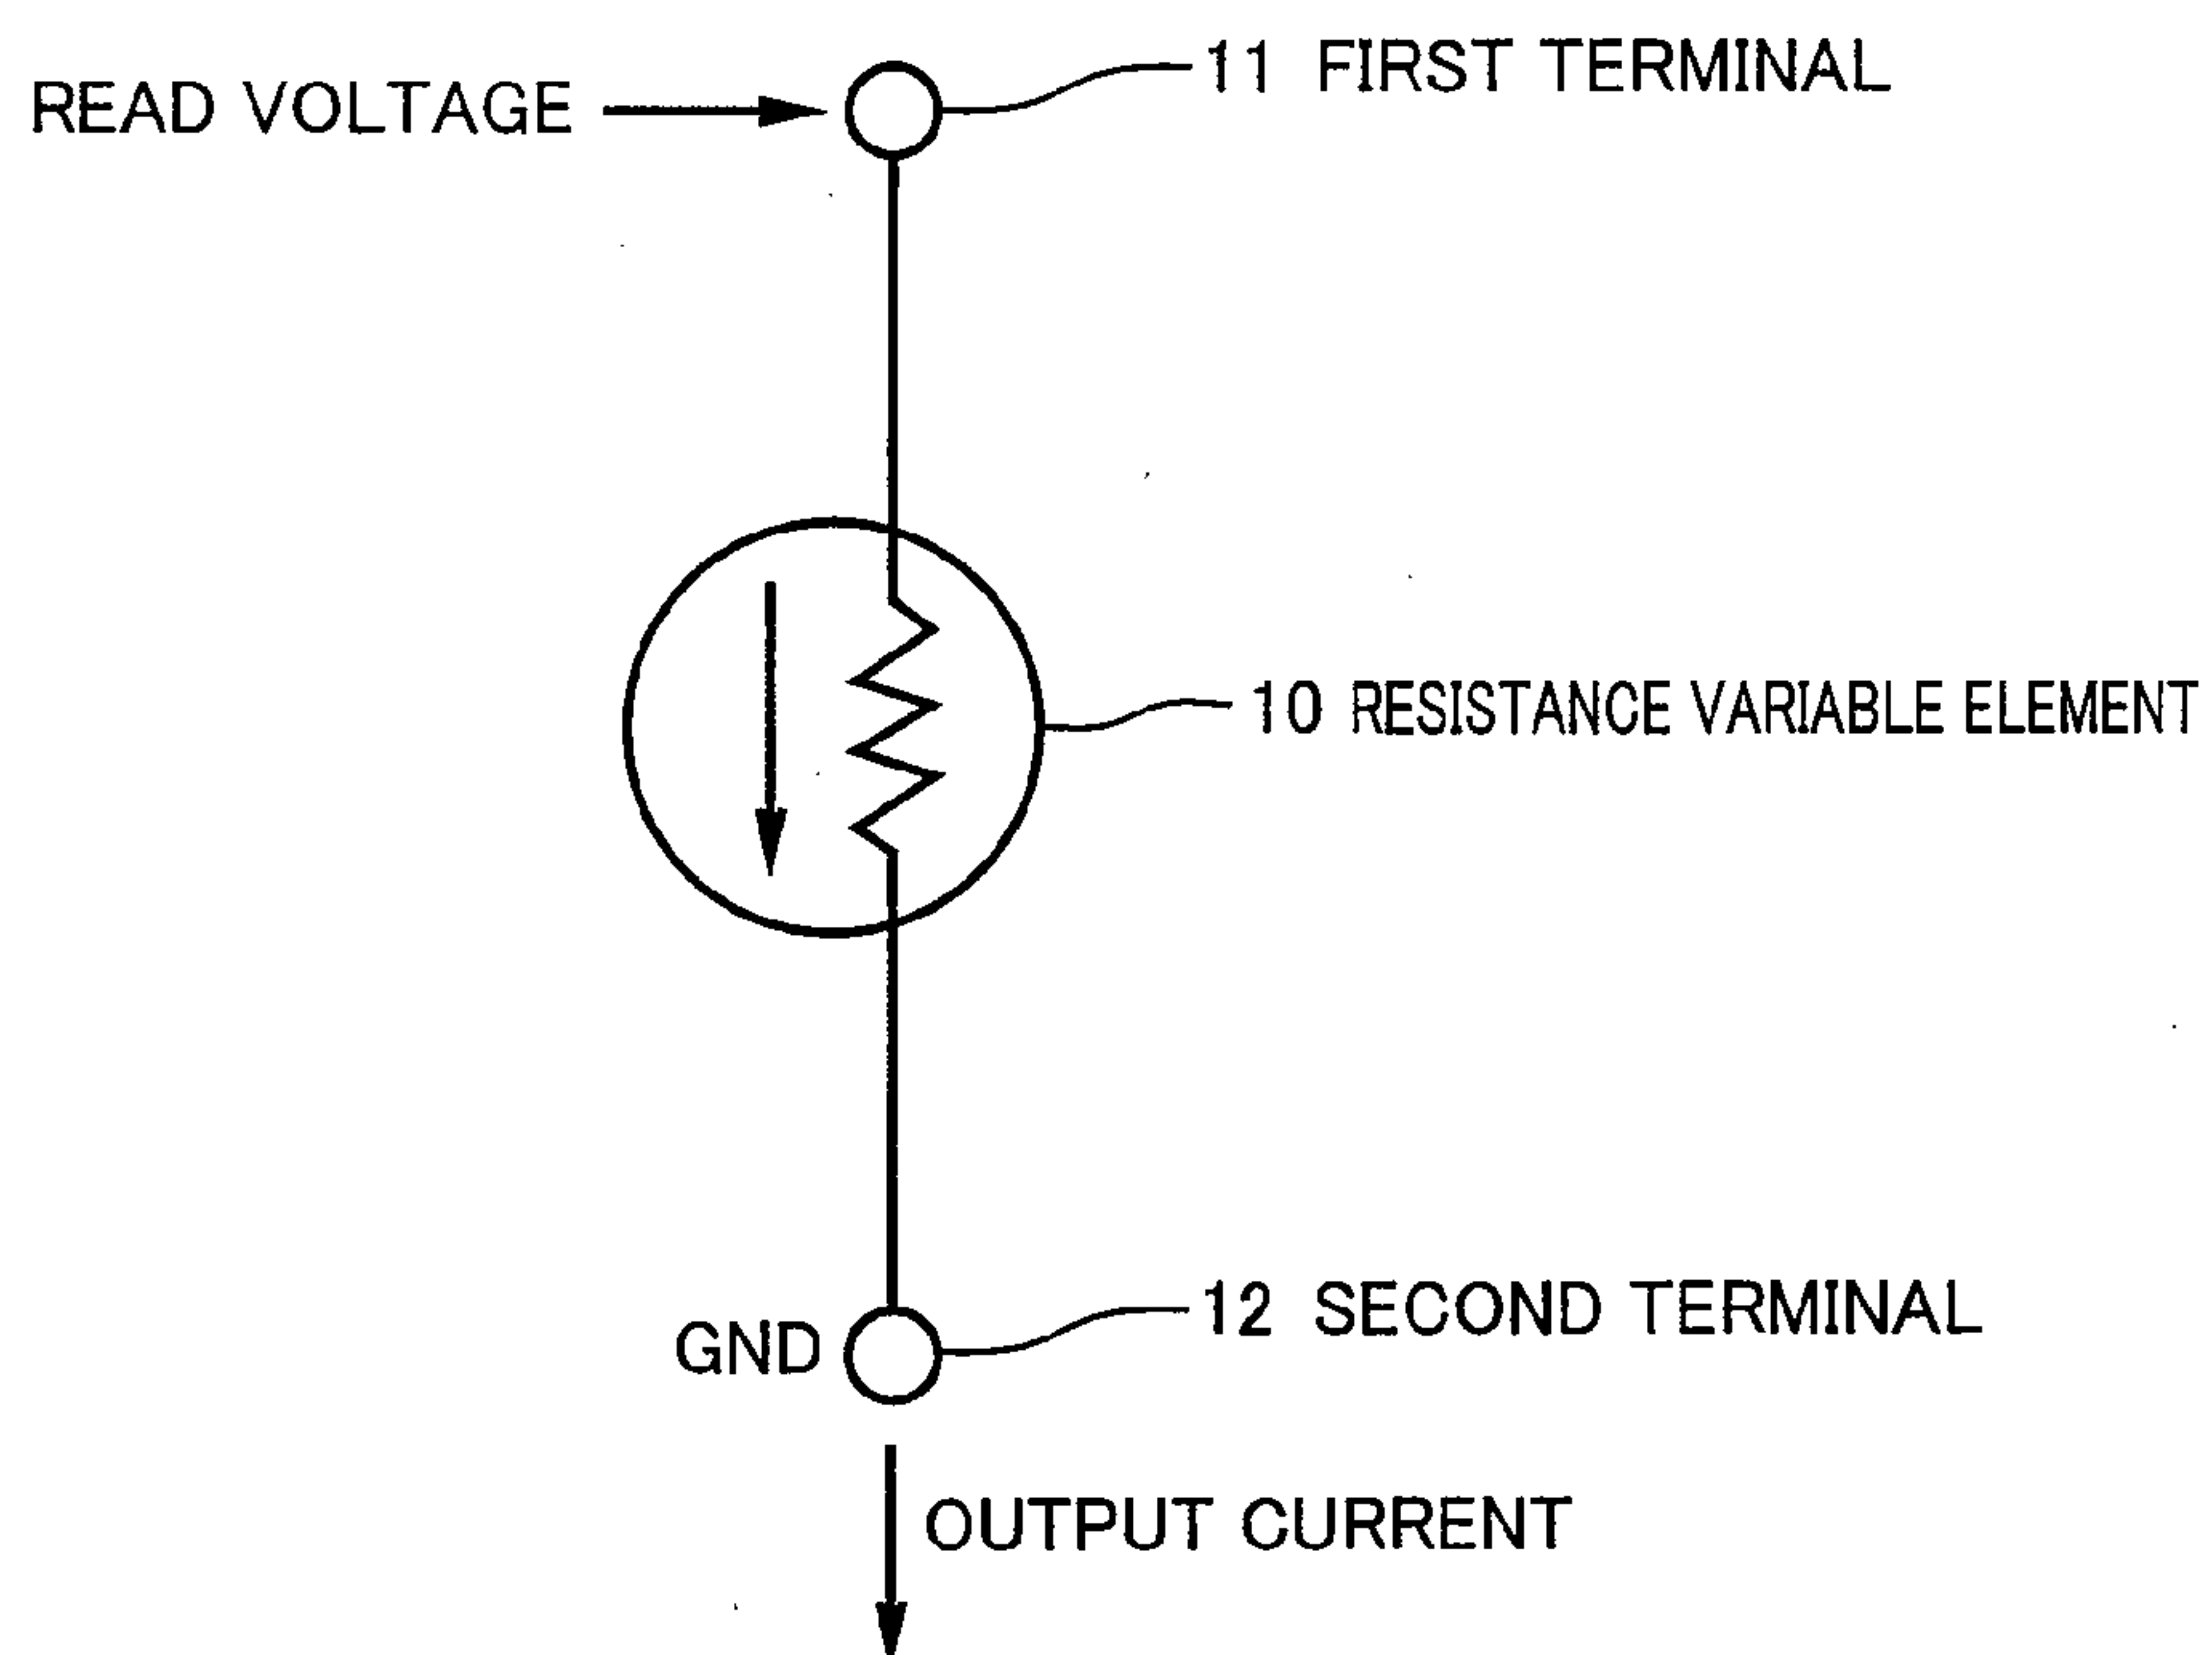 READ VOLTAGE
11 FIRST TERMINAL
10 RESISTANCE VARIABLE ELEMENT
GND
12 SECOND TERMINAL
OUTPUT CURRENT